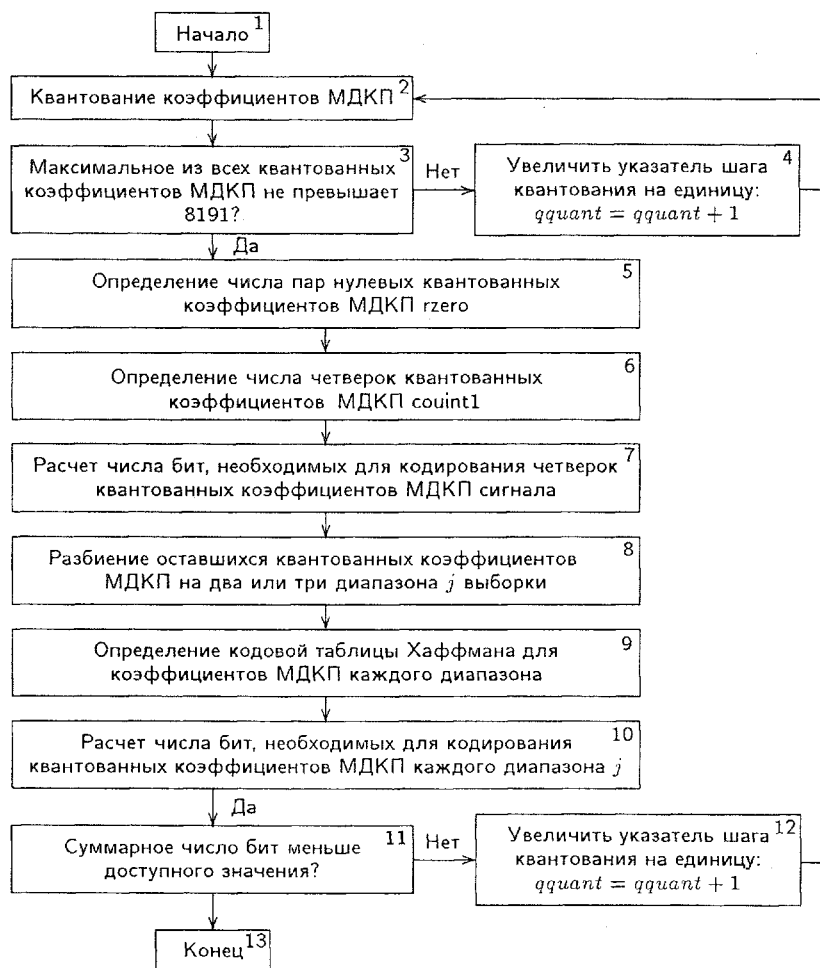 Начало 1
Квантование коэффициентов МДКП 2
Максимальное из всех квантованных 3
коэффициентов МДКП не превышает
8191?
Нет
Увеличить указатель шага 4
квантования на единицу:
qquant = qquant + 1
Да
Определение числа пар нулевых квантованных 5
коэффициентов МДКП rzero
Определение числа четверок квантованных 6
коэффициентов МДКП couint1
Расчет числа бит, необходимых для кодирования четверок 7
квантованных коэффициентов МДКП сигнала
Разбиение оставшихся квантованных коэффициентов 8
МДКП на два или три диапазона j выборки
Определение кодовой таблицы Хаффмана для 9
коэффициентов МДКП каждого диапазона
Расчет числа бит, необходимых для кодирования 10
квантованных коэффициентов МДКП каждого диапазона j
Да
Суммарное число бит меньше 11
доступного значения?
Нет
Увеличить указатель шага 12
квантования на единицу:
qquant = qquant + 1
Конец 13